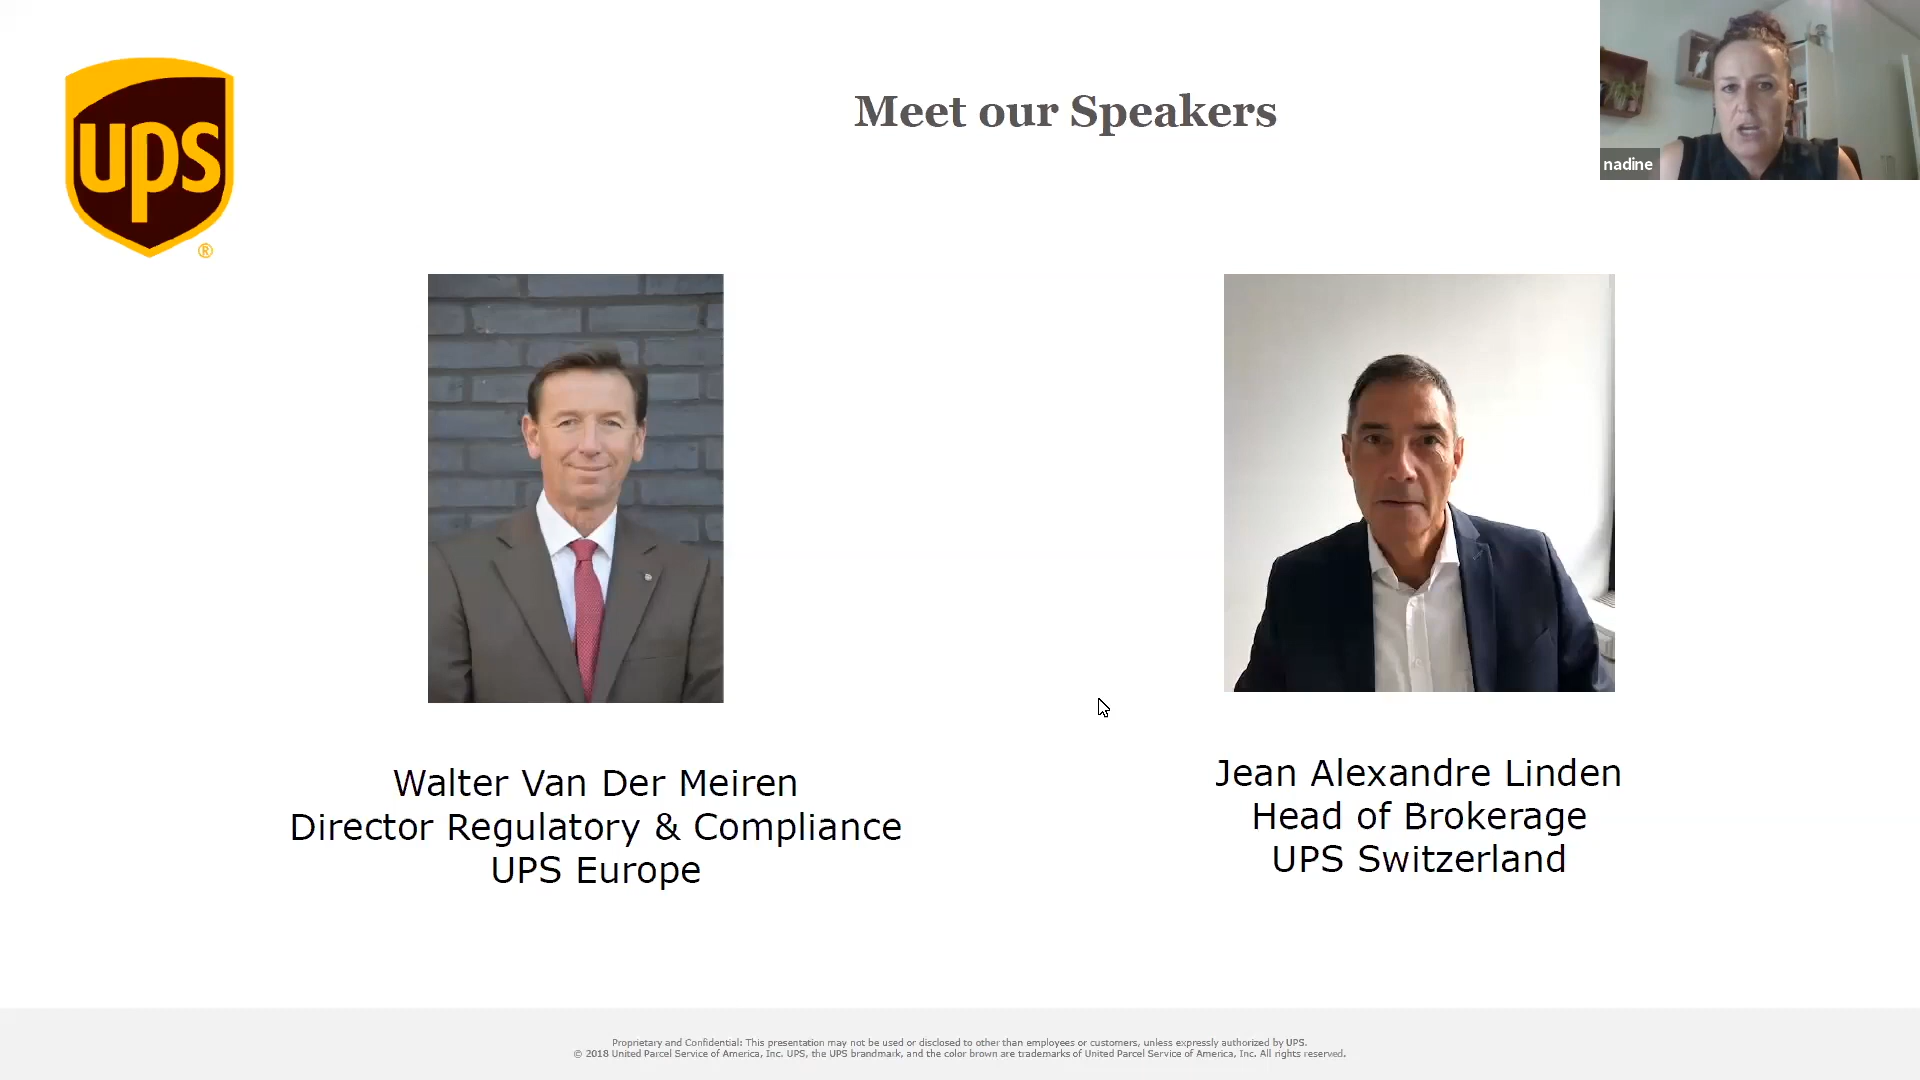 ups
®
Meet our Speakers
nadine
Walter Van Der Meiren
Director Regulatory & Compliance
UPS Europe
Jean Alexandre Linden
Head of Brokerage
UPS Switzerland
Proprietary and Confidential: This presentation may not be used or disclosed to other than employees or customers, unless expressly authorized by UPS.
© 2018 United Parcel Service of America, Inc. UPS, the UPS brandmark, and the color brown are trademarks of United Parcel Service of America, Inc. All rights reserved.